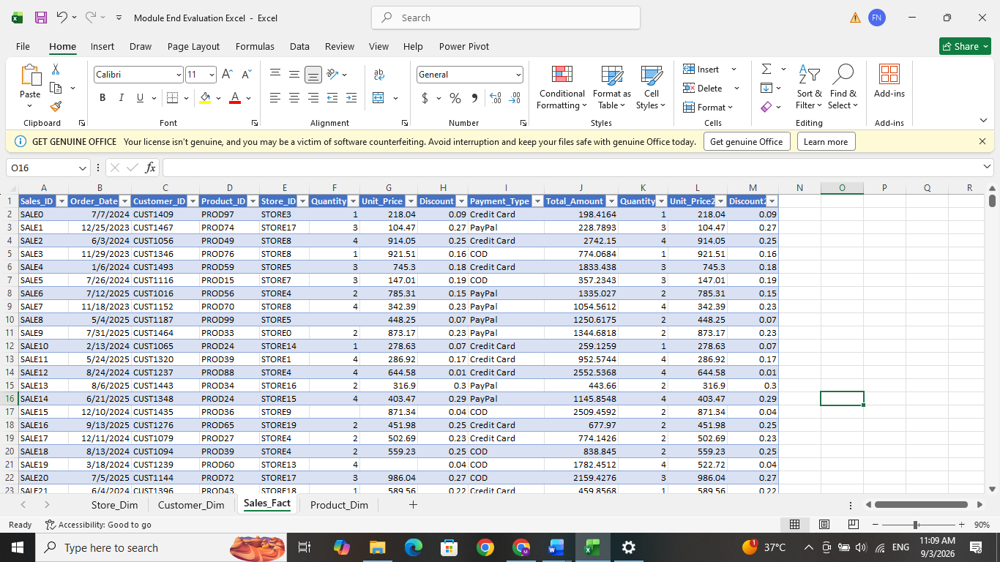 Module End Evaluation Excel - Excel
Search
FN
File Home Insert Draw Page Layout Formulas Data Review View Help Power Pivot
Share
Paste
Calibri 11
B I U
A
ab
General
$ % 9 .00
Conditional Formatting
Format as Table
Cell Styles
Insert
Delete
Format
Sort & Filter
Find & Select
Add-ins
Clipboard Font Alignment Number Styles Cells Editing Add-ins
GET GENUINE OFFICE Your license isn't genuine, and you may be a victim of software counterfeiting. Avoid interruption and keep your files safe with genuine Office today. Get genuine Office Learn more
O16 fx
A B C D E F G H I J K L M N O P Q R
1 Sales_ID Order_Date Customer_ID Product_ID Store_ID Quantity Unit_Price Discount Payment_Type Total_Amount Quantity Unit_Price2 Discount2
2 SALE0 7/7/2024 CUST1409 PROD97 STORE3 1 218.04 0.09 Credit Card 198.4164 1 218.04 0.09
3 SALE1 12/25/2023 CUST1467 PROD74 STORE17 3 104.47 0.27 PayPal 228.7893 3 104.47 0.27
4 SALE2 6/3/2024 CUST1056 PROD49 STORE8 4 914.05 0.25 Credit Card 2742.15 4 914.05 0.25
5 SALE3 11/29/2023 CUST1346 PROD76 STORE8 1 921.51 0.16 COD 774.0684 1 921.51 0.16
6 SALE4 1/6/2024 CUST1493 PROD59 STORE5 3 745.3 0.18 Credit Card 1833.438 3 745.3 0.18
7 SALE5 7/26/2024 CUST1116 PROD15 STORE7 3 147.01 0.19 COD 357.2343 3 147.01 0.19
8 SALE6 7/12/2025 CUST1016 PROD56 STORE4 2 785.31 0.15 PayPal 1335.027 2 785.31 0.15
9 SALE7 11/18/2023 CUST1152 PROD70 STORE8 4 342.39 0.23 PayPal 1054.5612 4 342.39 0.23
10 SALE8 5/4/2025 CUST1187 PROD99 STORE5 448.25 0.07 PayPal 1250.6175 2 448.25 0.07
11 SALE9 7/31/2025 CUST1464 PROD33 STORE0 2 873.17 0.23 PayPal 1344.6818 2 873.17 0.23
12 SALE10 2/13/2024 CUST1065 PROD24 STORE14 1 278.63 0.07 Credit Card 259.1259 1 278.63 0.07
13 SALE11 5/24/2025 CUST1320 PROD39 STORE1 4 286.92 0.17 Credit Card 952.5744 4 286.92 0.17
14 SALE12 8/24/2024 CUST1237 PROD88 STORE4 4 644.58 0.01 Credit Card 2552.5368 4 644.58 0.01
15 SALE13 8/6/2025 CUST1443 PROD34 STORE16 2 316.9 0.3 PayPal 443.66 2 316.9 0.3
16 SALE14 6/21/2025 CUST1348 PROD24 STORE15 4 403.47 0.29 PayPal 1145.8548 4 403.47 0.29
17 SALE15 12/10/2024 CUST1435 PROD36 STORE9 871.34 0.04 COD 2509.4592 2 871.34 0.04
18 SALE16 9/13/2025 CUST1276 PROD65 STORE19 2 451.98 0.25 Credit Card 677.97 2 451.98 0.25
19 SALE17 12/11/2024 CUST1079 PROD27 STORE4 2 502.69 0.23 Credit Card 774.1426 2 502.69 0.23
20 SALE18 8/13/2024 CUST1094 PROD39 STORE4 2 559.23 0.25 COD 838.845 2 559.23 0.25
21 SALE19 3/18/2024 CUST1239 PROD60 STORE13 4 0.04 COD 1782.4512 4 522.72 0.04
22 SALE20 7/5/2025 CUST1144 PROD72 STORE17 3 986.04 0.27 COD 2159.4276 3 986.04 0.27
23 SALE21 6/4/2024 CUST1396 PROD43 STORE18 1 589.56 0.22 Credit Card 459.8568 1 589.56 0.22
Store_Dim Customer_Dim Sales_Fact Product_Dim
Ready Accessibility: Good to go 90%
Type here to search
1 37°C ENG
11:09 AM
9/3/2026